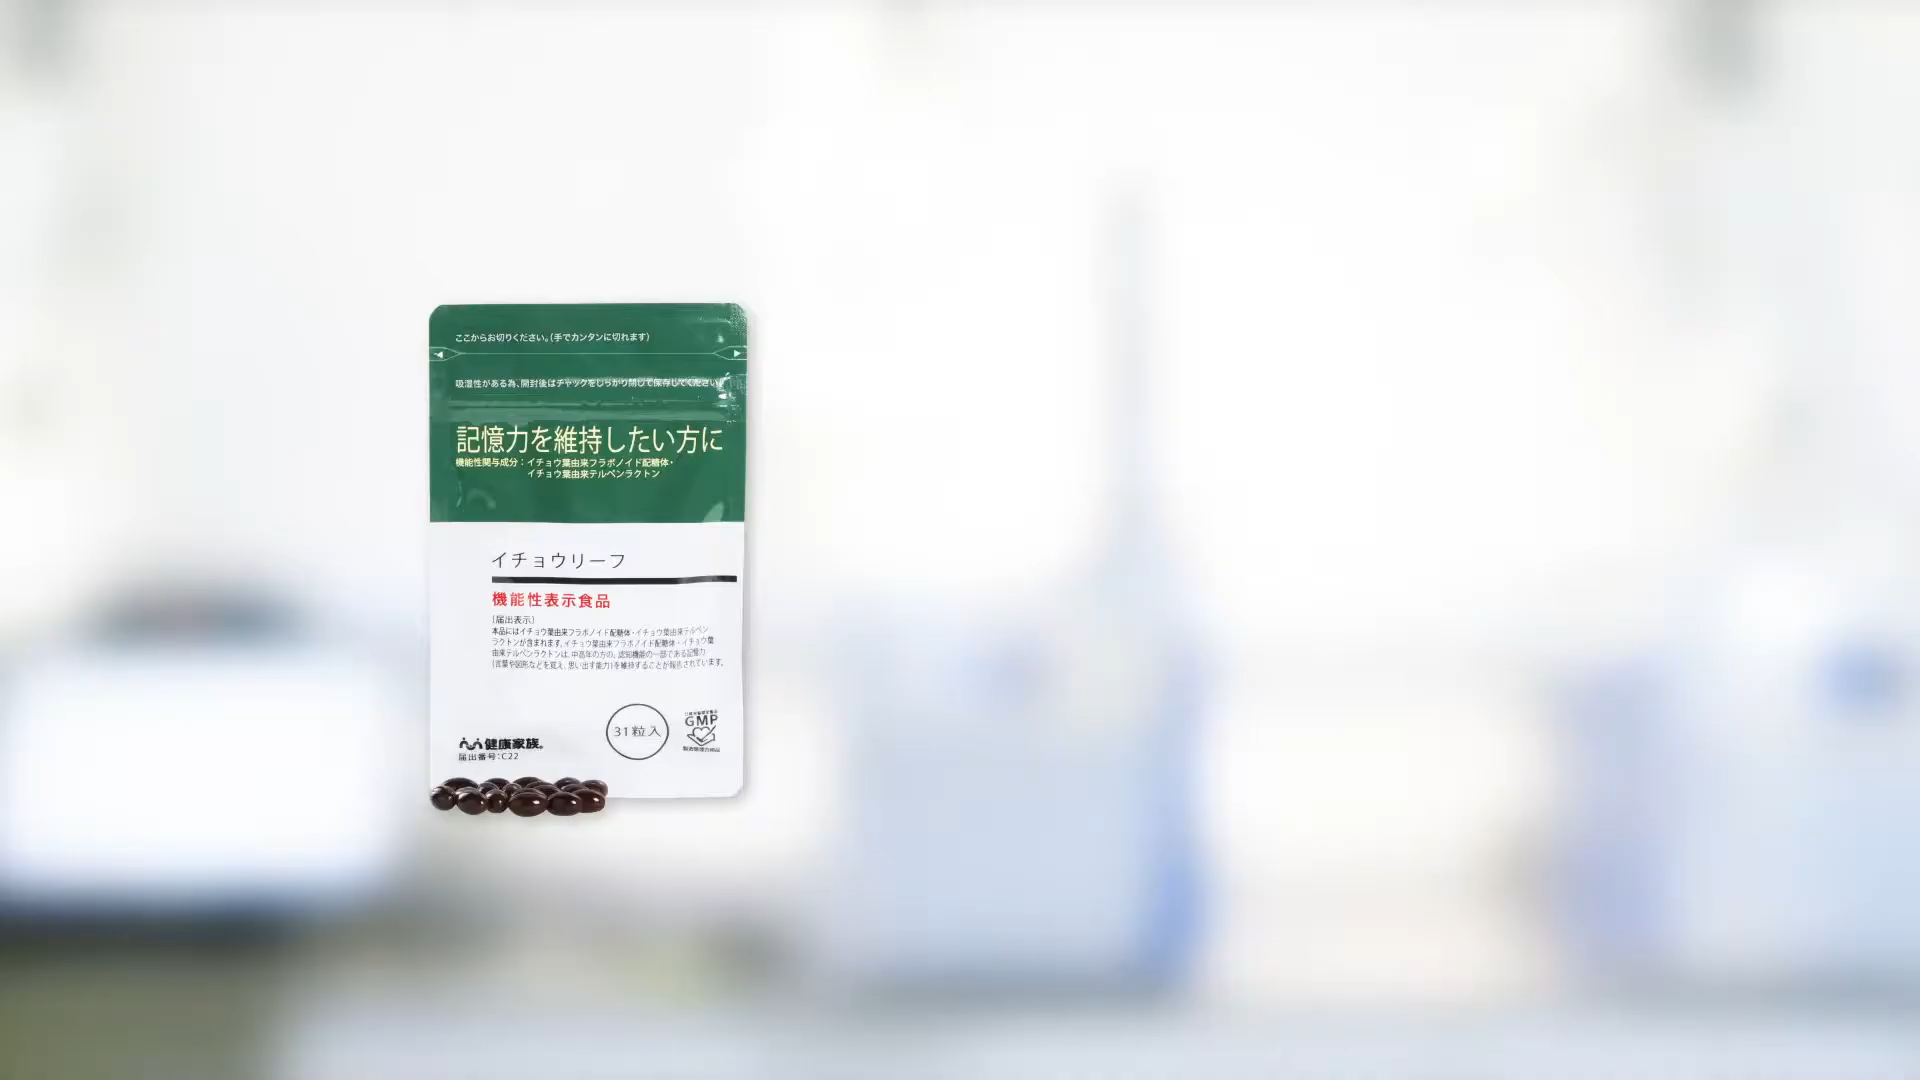 ここからお切りください。(手でカンタンに切れます)
吸湿性がある為、開封後はチャックをしっかり閉じて保存してください。
記憶力を維持したい方に
機能性関与成分：イチョウ葉由来フラボノイド配糖体・
イチョウ葉由来テルペンラクトン
イチョウリーフ
機能性表示食品
〔届出表示〕
本品にはイチョウ葉由来フラボノイド配糖体・イチョウ葉由来テルペン
ラクトンが含まれます。イチョウ葉由来フラボノイド配糖体・イチョウ葉
由来テルペンラクトンは、中高年の方の、認知機能の一部である記憶力
(言葉や図形などを覚え、思い出す能力)を維持することが報告されています。
31粒入
GMP
健康家族®
届出番号：C22